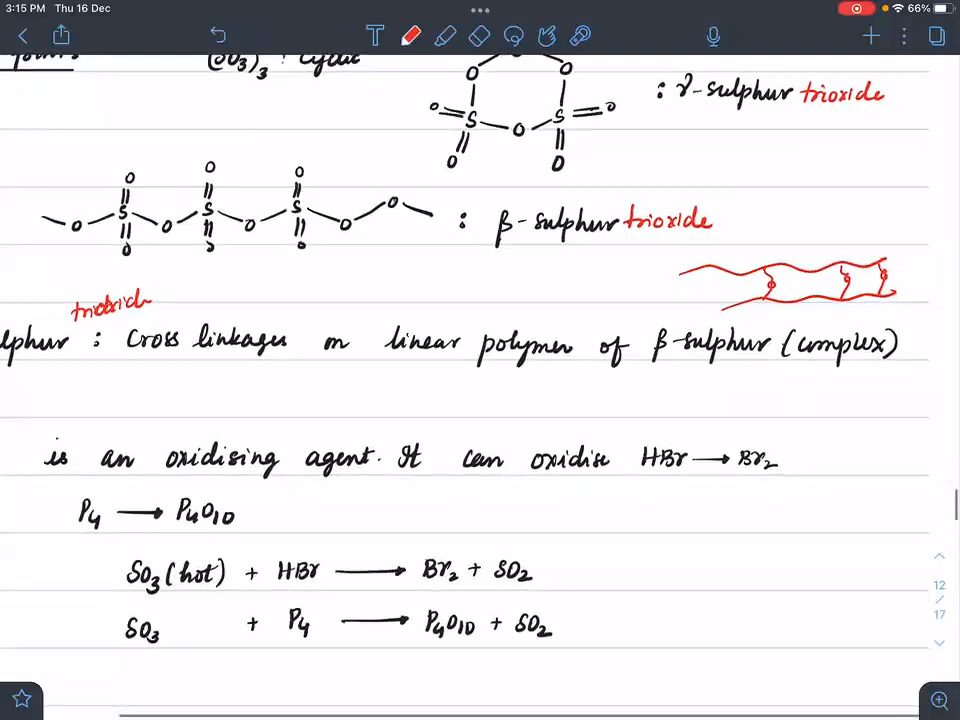 3:15 PM Thu 16 Dec
66%
(SO3)3 : Cyclic
O O
: γ-sulphur trioxide
O S O S O
O O
O O O
O S O S O S O O : β-sulphur trioxide
O O O
trioxide
lphur : Cross linkages on linear polymer of β-sulphur (complex)
is an oxidising agent. It can oxidise HBr → Br2
P4 → P4O10
SO3 (hot) + HBr → Br2 + SO2
SO3 + P4 → P4O10 + SO2
12
/
17